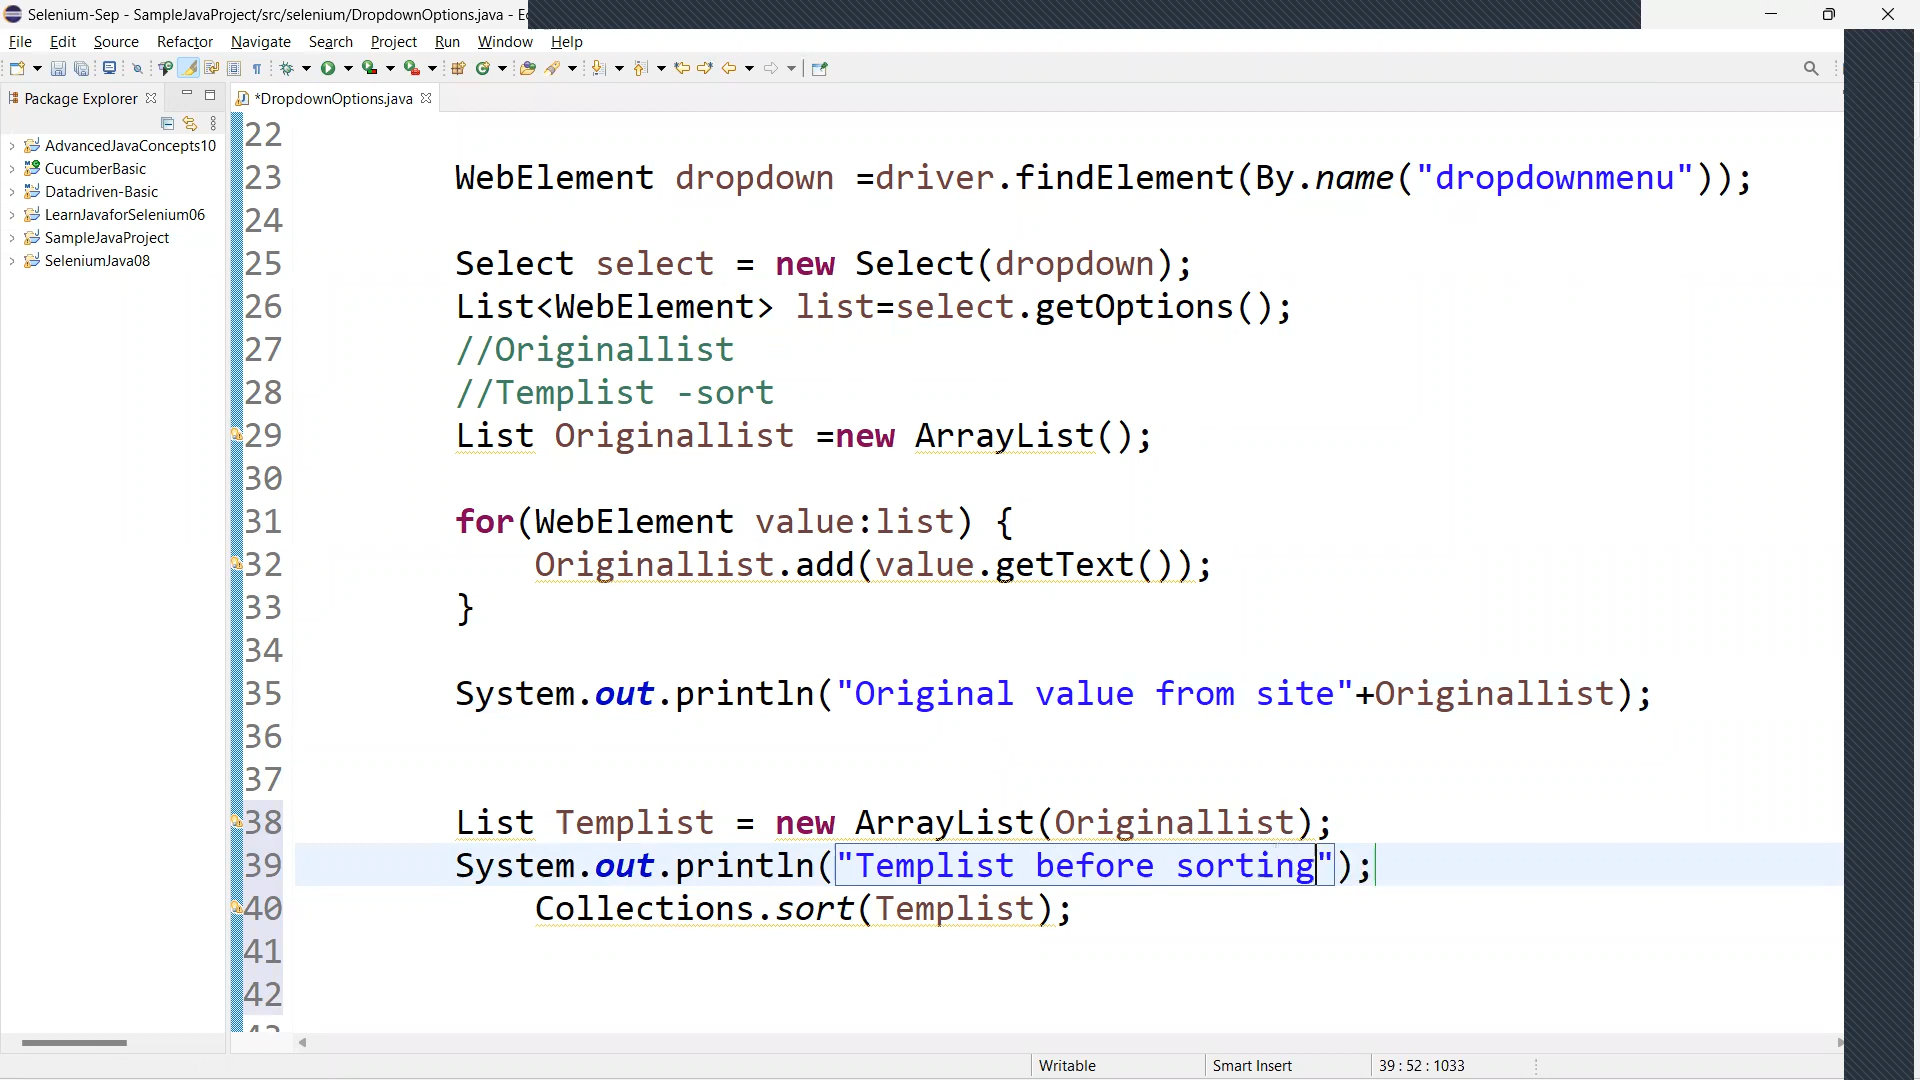 Selenium-Sep - SampleJavaProject/src/selenium/DropdownOptions.java -
File Edit Source Refactor Navigate Search Project Run Window Help
Package Explorer
*DropdownOptions.java
AdvancedJavaConcepts10
CucumberBasic
Datadriven-Basic
LearnJavaforSelenium06
SampleJavaProject
SeleniumJava08
22
23 WebElement dropdown =driver.findElement(By.name("dropdownmenu"));
24
25 Select select = new Select(dropdown);
26 List<WebElement> list=select.getOptions();
27 //Originallist
28 //Templist -sort
29 List Originallist =new ArrayList();
30
31 for(WebElement value:list) {
32 Originallist.add(value.getText());
33 }
34
35 System.out.println("Original value from site"+Originallist);
36
37
38 List Templist = new ArrayList(Originallist);
39 System.out.println("Templist before sorting");
40 Collections.sort(Templist);
41
42
Writable Smart Insert 39 : 52 : 1033